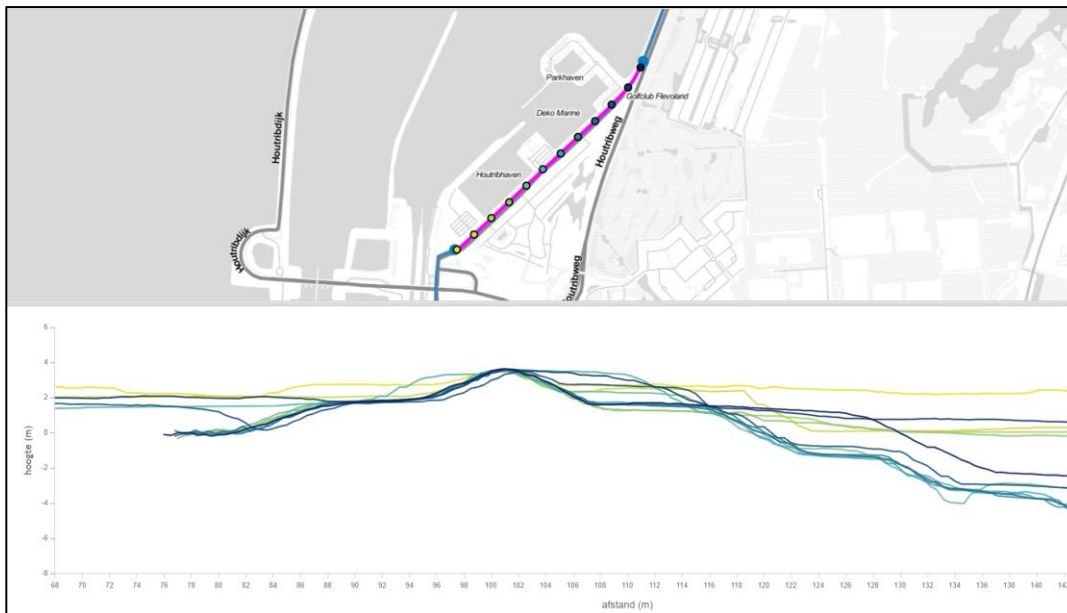 Parkhaven
Golfclub Flevoland
Deko Marine
Houtribdijk
Houtribweg
Houtribhaven
Houtribdijk
Houtribweg
hoogte (m)
6
4
2
0
-2
-4
-6
-8
68 70 72 74 76 78 80 82 84 86 88 90 92 94 96 98 100 102 104 106 108 110 112 114 116 118 120 122 124 126 128 130 132 134 136 138 140 142
afstand (m)